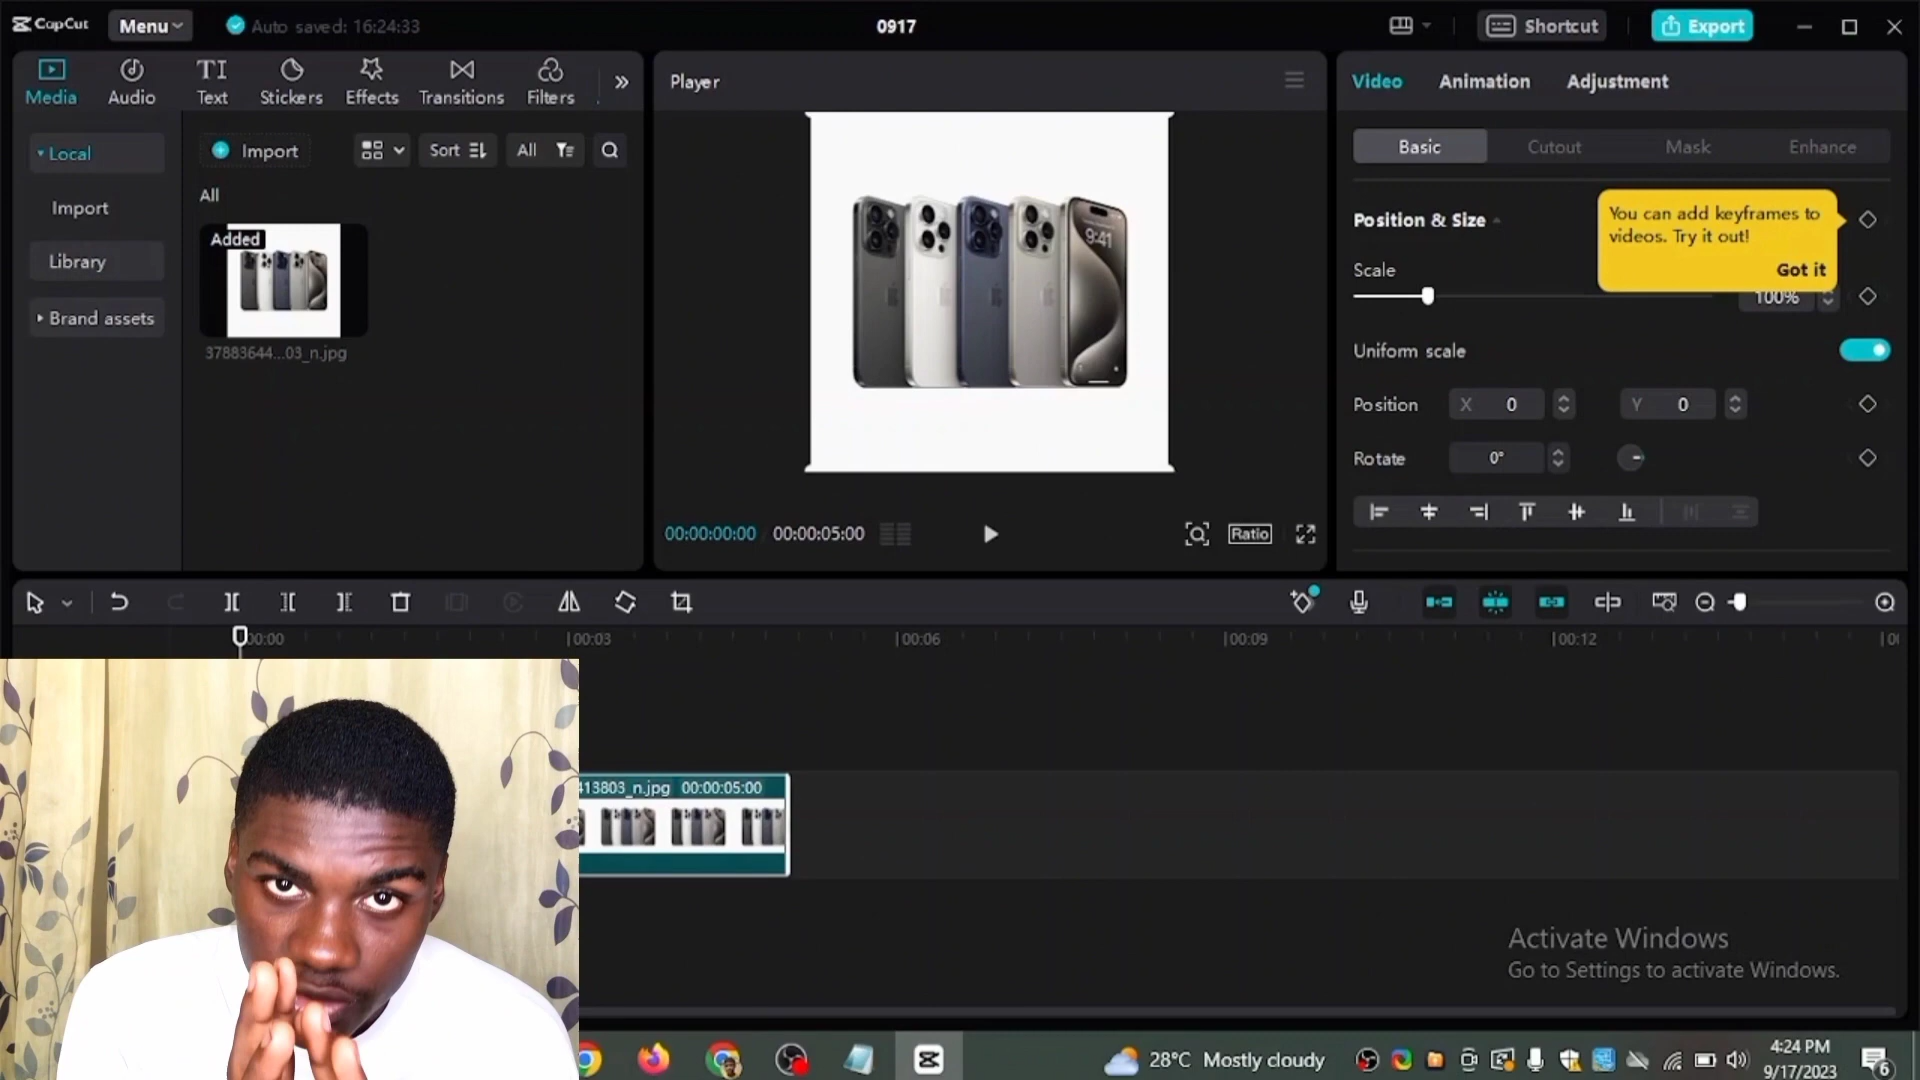 CapCut
Menu
Auto saved: 16:24:33
0917
Shortcut
Export
Media
Audio
TI
Text
Stickers
Effects
Transitions
Filters
Player
Video
Animation
Adjustment
Local
Import
Sort
All
Basic
Cutout
Mask
Enhance
Import
All
Library
Added
Brand assets
37883644...03_n.jpg
9:41
Position & Size
You can add keyframes to
videos. Try it out!
Got it
Scale
100%
Uniform scale
Position
X 0
Y 0
Rotate
0°
00:00:00:00
00:00:05:00
Ratio
00:00
00:03
00:06
00:09
00:12
413803_n.jpg 00:00:05:00
Activate Windows
Go to Settings to activate Windows.
28°C Mostly cloudy
4:24 PM
9/17/2023
6